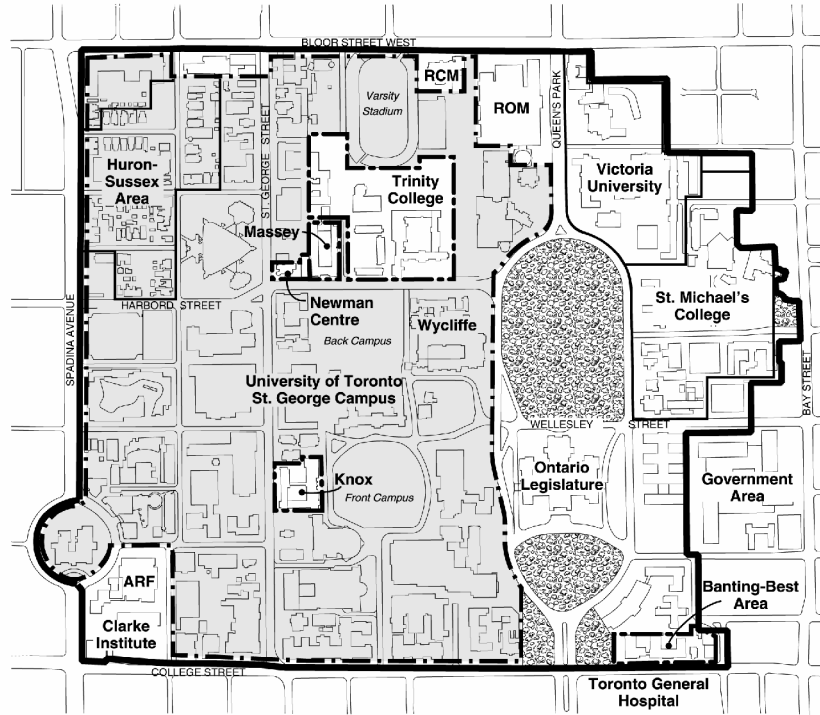 BLOOR STREET WEST
RCM
Varsity
Stadium
ROM
QUEEN'S PARK
ST. GEORGE STREET
Huron-
Sussex
Area
Trinity
College
Victoria
University
Massey
Newman
Centre
HARBORD STREET
St. Michael's
College
Wycliffe
Back Campus
SPADINA AVENUE
BAY STREET
University of Toronto
St. George Campus
WELLESLEY STREET
Knox
Front Campus
Ontario
Legislature
Government
Area
ARF
Clarke
Institute
Banting-Best
Area
COLLEGE STREET
Toronto General
Hospital